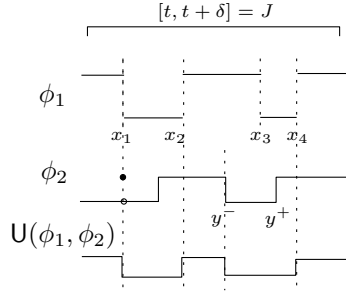 [t, t + δ] = J
ϕ₁
x₁ x₂ x₃ x₄
ϕ₂
y⁻ y⁺
U(ϕ₁, ϕ₂)